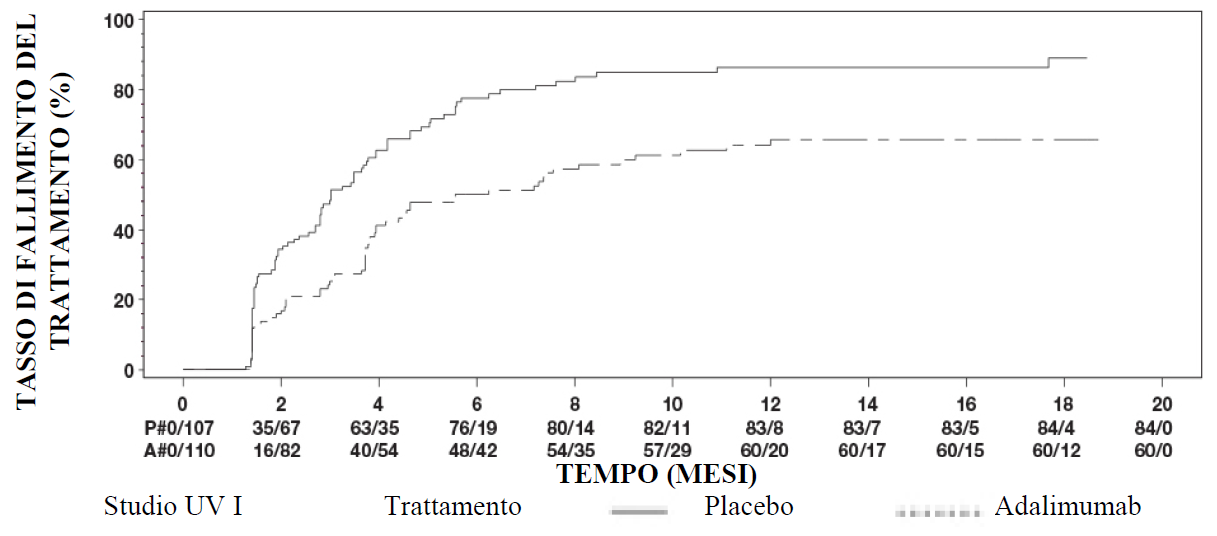 TASSO DI FALLIMENTO DEL
TRATTAMENTO (%)
100
80
60
40
20
0
0 2 4 6 8 10 12 14 16 18 20
P#0/107 35/67 63/35 76/19 80/14 82/11 83/8 83/7 83/5 84/4 84/0
A#0/110 16/82 40/54 48/42 54/35 57/29 60/20 60/17 60/15 60/12 60/0
TEMPO (MESI)
Studio UV I Trattamento Placebo Adalimumab